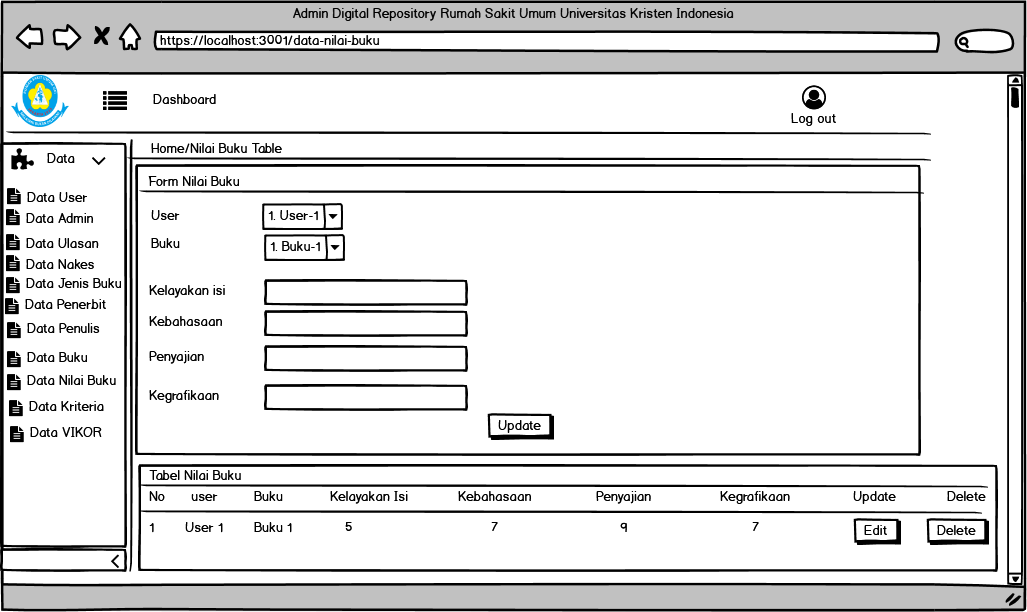 Admin Digital Repository Rumah Sakit Umum Universitas Kristen Indonesia
https://localhost:3001/data-nilai-buku
Dashboard
Log out
Data
Data User
Data Admin
Data Ulasan
Data Nakes
Data Jenis Buku
Data Penerbit
Data Penulis
Data Buku
Data Nilai Buku
Data Kriteria
Data VIKOR
Home/Nilai Buku Table
Form Nilai Buku
User 1. User-1
Buku 1. Buku-1
Kelayakan isi
Kebahasaan
Penyajian
Kegrafikaan
Update
Tabel Nilai Buku
No user Buku Kelayakan Isi Kebahasaan Penyajian Kegrafikaan Update Delete
1 User 1 Buku 1 5 7 9 7 Edit Delete